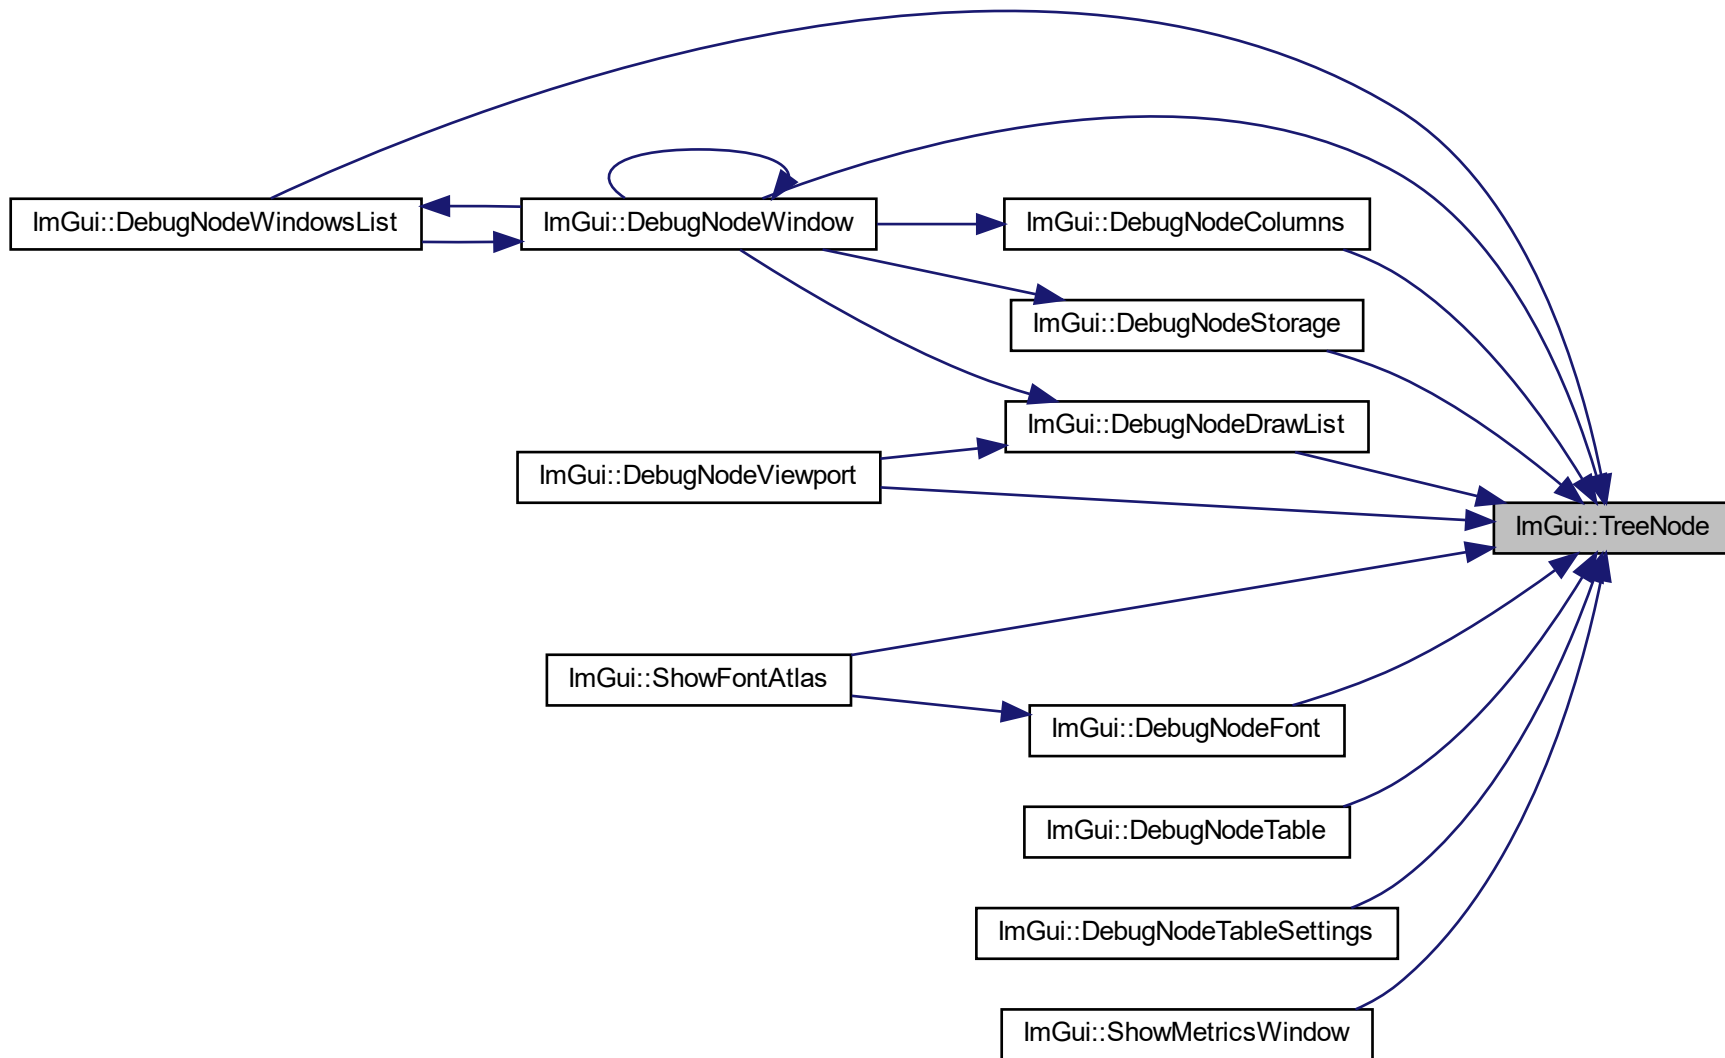 ImGui::DebugNodeWindowsList
ImGui::DebugNodeWindow
ImGui::DebugNodeColumns
ImGui::DebugNodeStorage
ImGui::DebugNodeDrawList
ImGui::DebugNodeViewport
ImGui::TreeNode
ImGui::ShowFontAtlas
ImGui::DebugNodeFont
ImGui::DebugNodeTable
ImGui::DebugNodeTableSettings
ImGui::ShowMetricsWindow